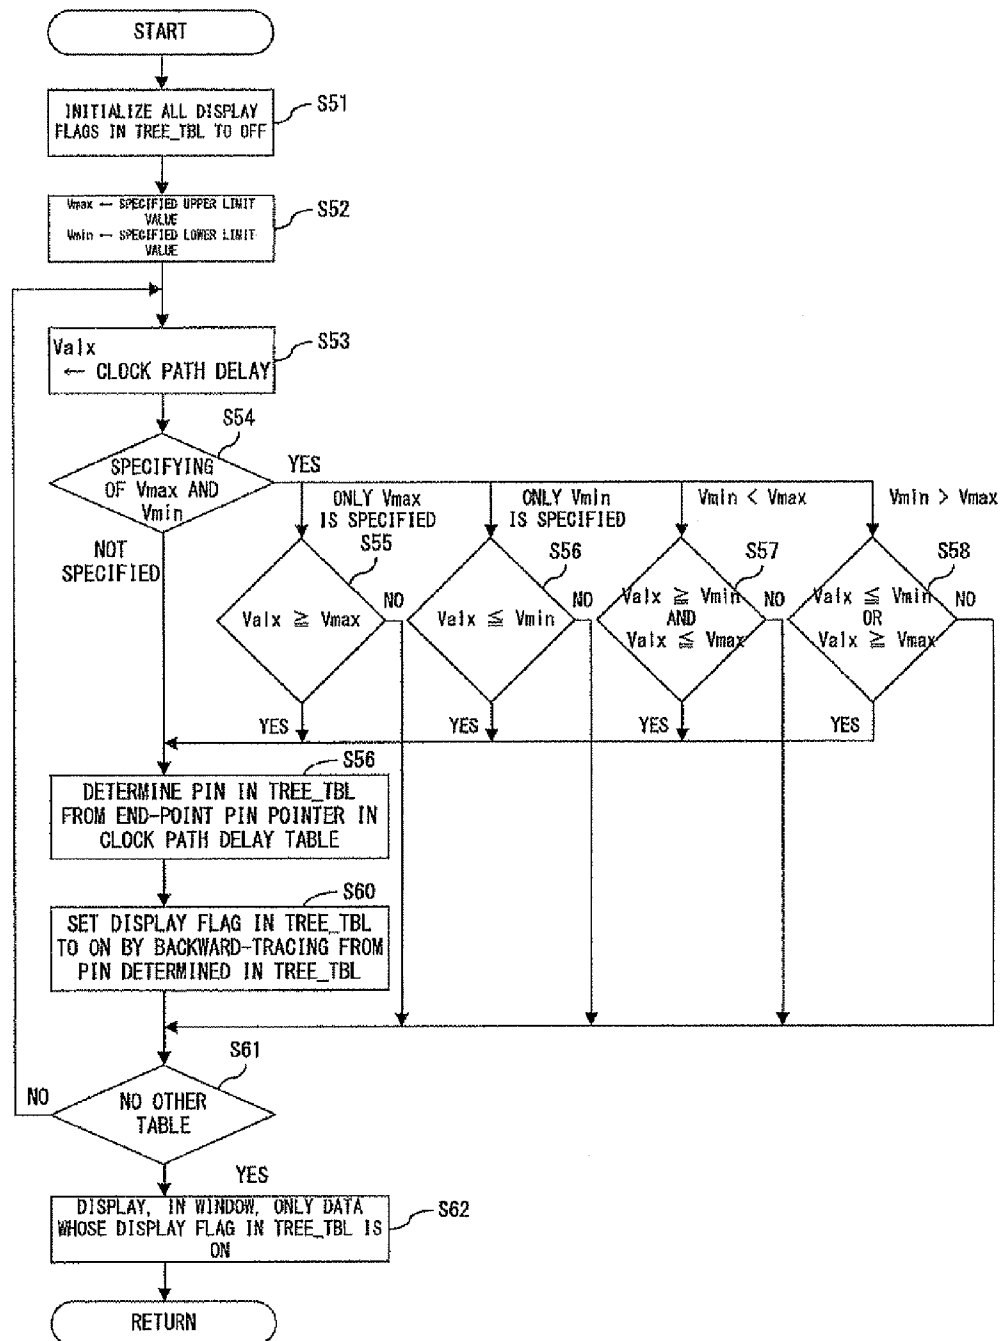 START
S51
INITIALIZE ALL DISPLAY
FLAGS IN TREE_TBL TO OFF
S52
Vmax ← SPECIFIED UPPER LIMIT
VALUE
Vmin ← SPECIFIED LOWER LIMIT
VALUE
S53
Valx
← CLOCK PATH DELAY
S54
SPECIFYING
OF Vmax AND
Vmin
YES
NOT
SPECIFIED
ONLY Vmax
IS SPECIFIED
ONLY Vmin
IS SPECIFIED
Vmin < Vmax
Vmin > Vmax
S55
Valx ≧ Vmax
NO
YES
S56
Valx ≦ Vmin
NO
YES
S57
Valx ≧ Vmin
AND
Valx ≦ Vmax
NO
YES
S58
Valx ≦ Vmin
OR
Valx ≧ Vmax
NO
YES
S56
DETERMINE PIN IN TREE_TBL
FROM END-POINT PIN POINTER IN
CLOCK PATH DELAY TABLE
S60
SET DISPLAY FLAG IN TREE_TBL
TO ON BY BACKWARD-TRACING FROM
PIN DETERMINED IN TREE_TBL
S61
NO
NO OTHER
TABLE
YES
DISPLAY, IN WINDOW, ONLY DATA
WHOSE DISPLAY FLAG IN TREE_TBL IS
ON
S62
RETURN